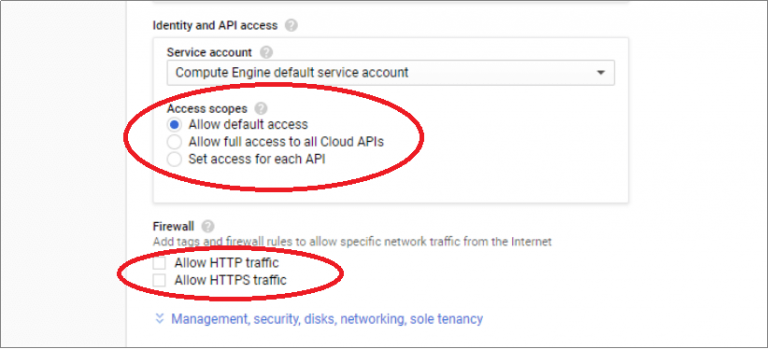 Identity and API access ?
Service account ?
Compute Engine default service account
Access scopes ?
Allow default access
Allow full access to all Cloud APIs
Set access for each API
Firewall ?
Add tags and firewall rules to allow specific network traffic from the Internet
Allow HTTP traffic
Allow HTTPS traffic
Management, security, disks, networking, sole tenancy